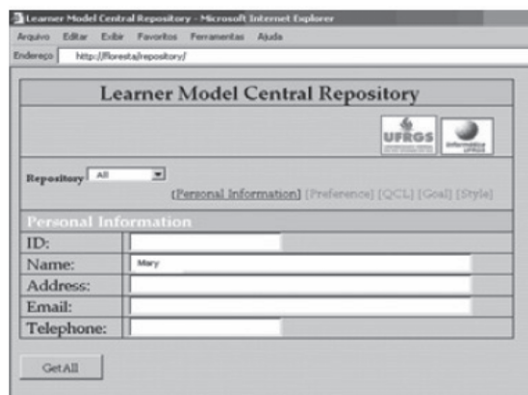 Learner Model Central Repository - Microsoft Internet Explorer
Arquivo Editar Exibir Favoritos Ferramentas Ajuda
Endereço http://floresta/repository/
Learner Model Central Repository
UFRGS
Informática
UFRGS
Repository All
[Personal Information] [Preference] [QCL] [Goal] [Style]
Personal Information
ID:
Name: Mary
Address:
Email:
Telephone:
GetAll